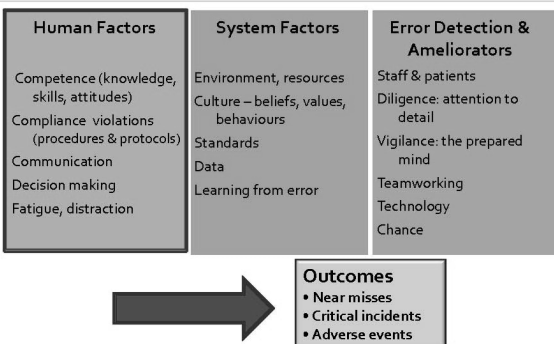 Human Factors
Competence (knowledge,
skills, attitudes)
Compliance violations
(procedures & protocols)
Communication
Decision making
Fatigue, distraction
System Factors
Environment, resources
Culture – beliefs, values,
behaviours
Standards
Data
Learning from error
Error Detection &
Ameliorators
Staff & patients
Diligence: attention to
detail
Vigilance: the prepared
mind
Teamworking
Technology
Chance
Outcomes
• Near misses
• Critical incidents
• Adverse events